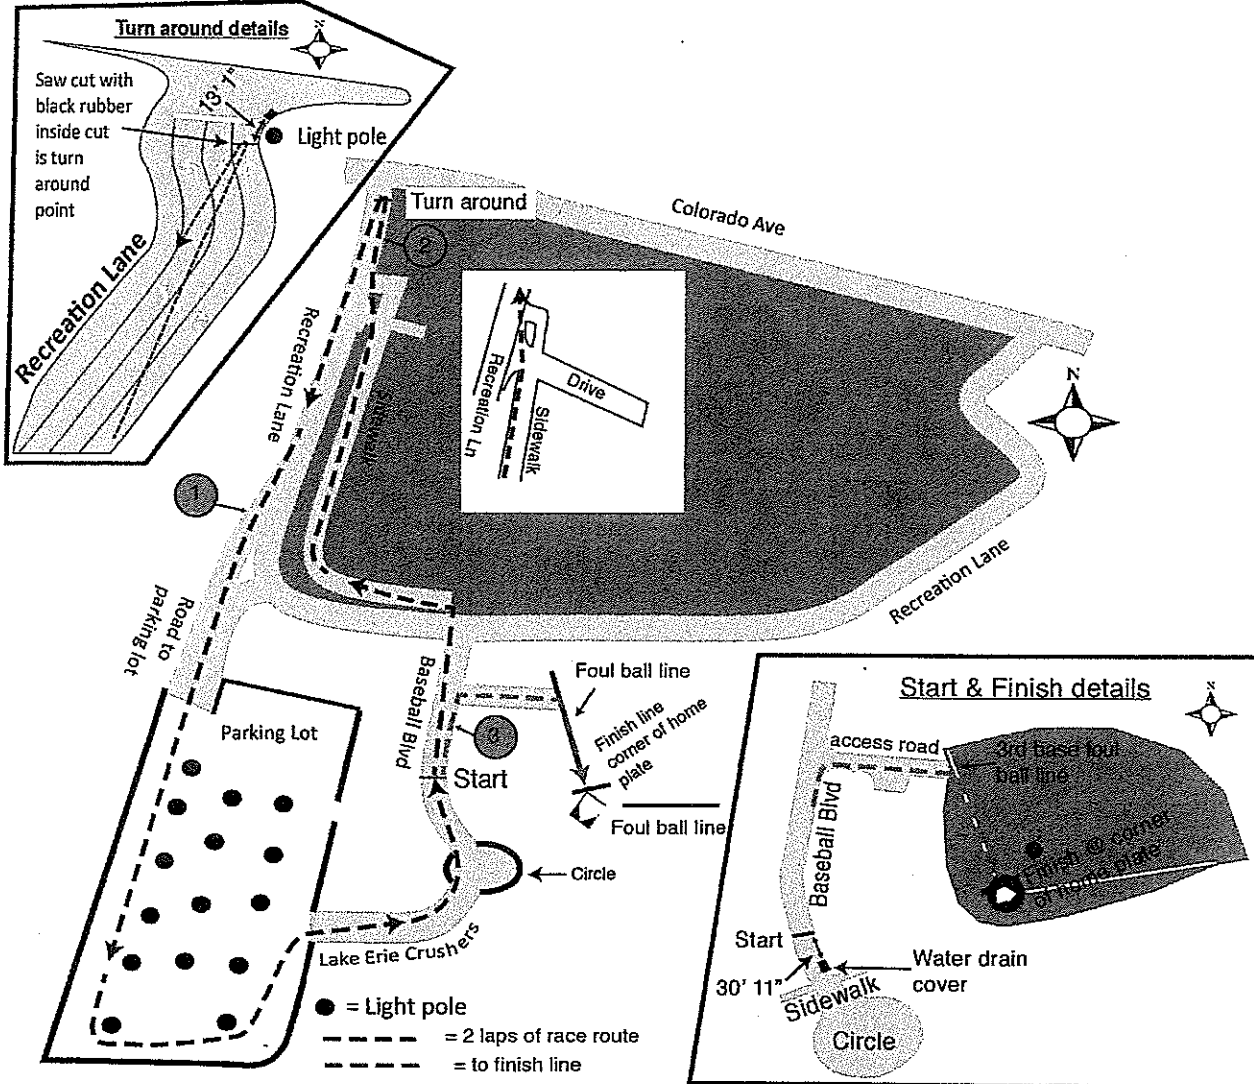 Turn around details
N
Saw cut with
black rubber
inside cut
is turn
around
point
13' 1"
Light pole
Recreation Lane
Turn around
Colorado Ave
2
Recreation Lane
Sidewalk
Recreation Ln
Sidewalk
Drive
N
1
Road to
parking lot
Recreation Lane
Baseball Blvd
Foul ball line
Finish line
corner of home
plate
3
Start
Foul ball line
Parking Lot
Circle
Lake Erie Crushers
= Light pole
= 2 laps of race route
= to finish line
Start & Finish details
N
access road
3rd base foul
ball line
Baseball Blvd
Finish @ corner
of home plate
Start
30' 11"
Water drain
cover
Sidewalk
Circle